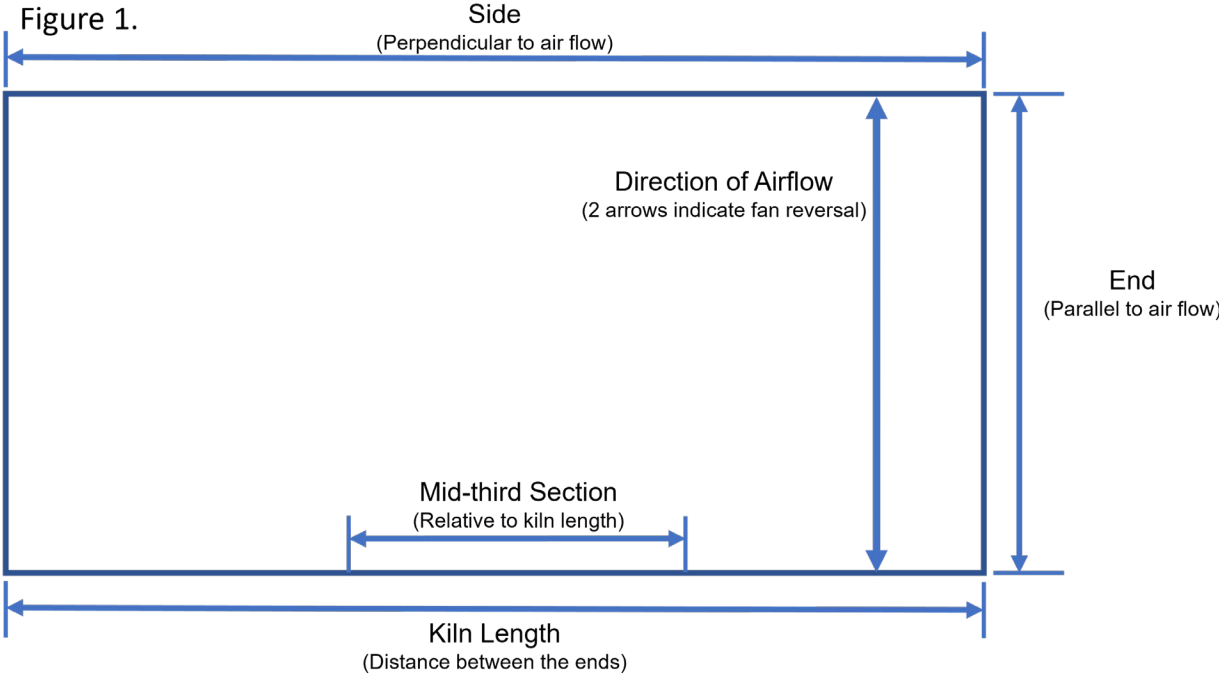 Figure 1.
Side
(Perpendicular to air flow)
Direction of Airflow
(2 arrows indicate fan reversal)
End
(Parallel to air flow)
Mid-third Section
(Relative to kiln length)
Kiln Length
(Distance between the ends)